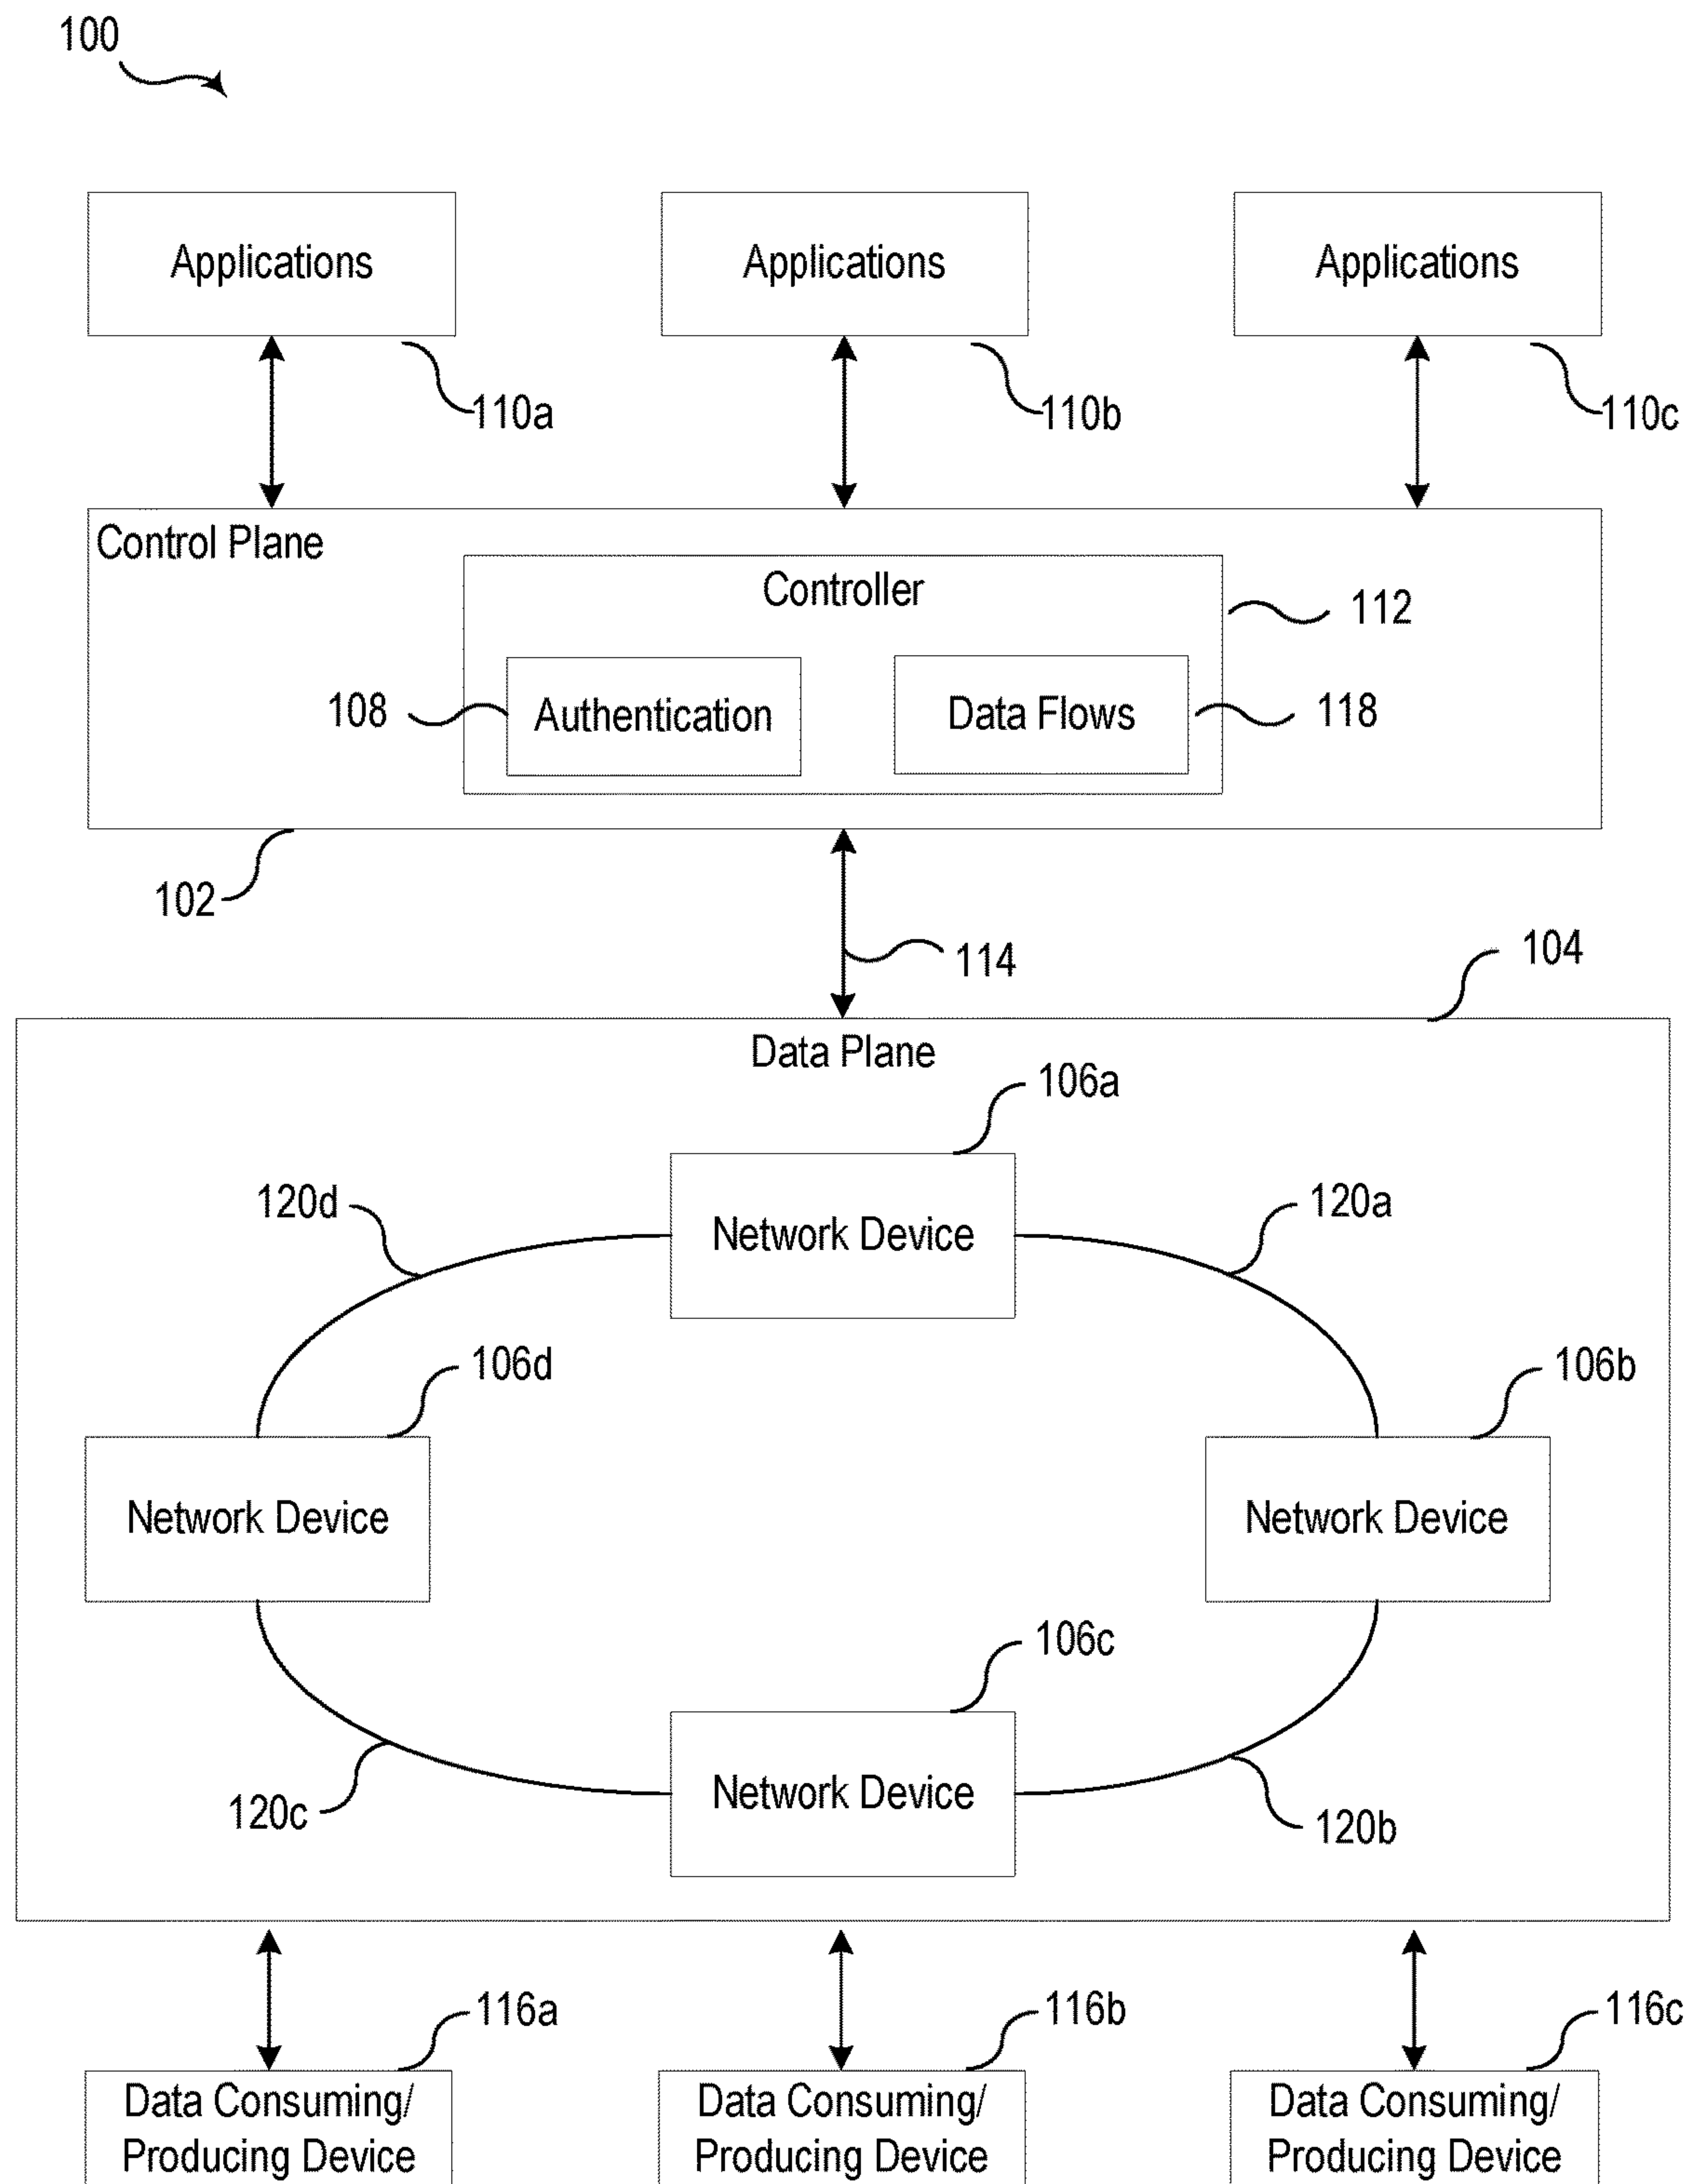 100
Applications
Applications
Applications
110a
110b
110c
Control Plane
Controller
112
108
Authentication
Data Flows
118
102
114
104
Data Plane
106a
120d
120a
Network Device
106d
106b
Network Device
Network Device
106c
120c
Network Device
120b
116a
116b
116c
Data Consuming/
Producing Device
Data Consuming/
Producing Device
Data Consuming/
Producing Device